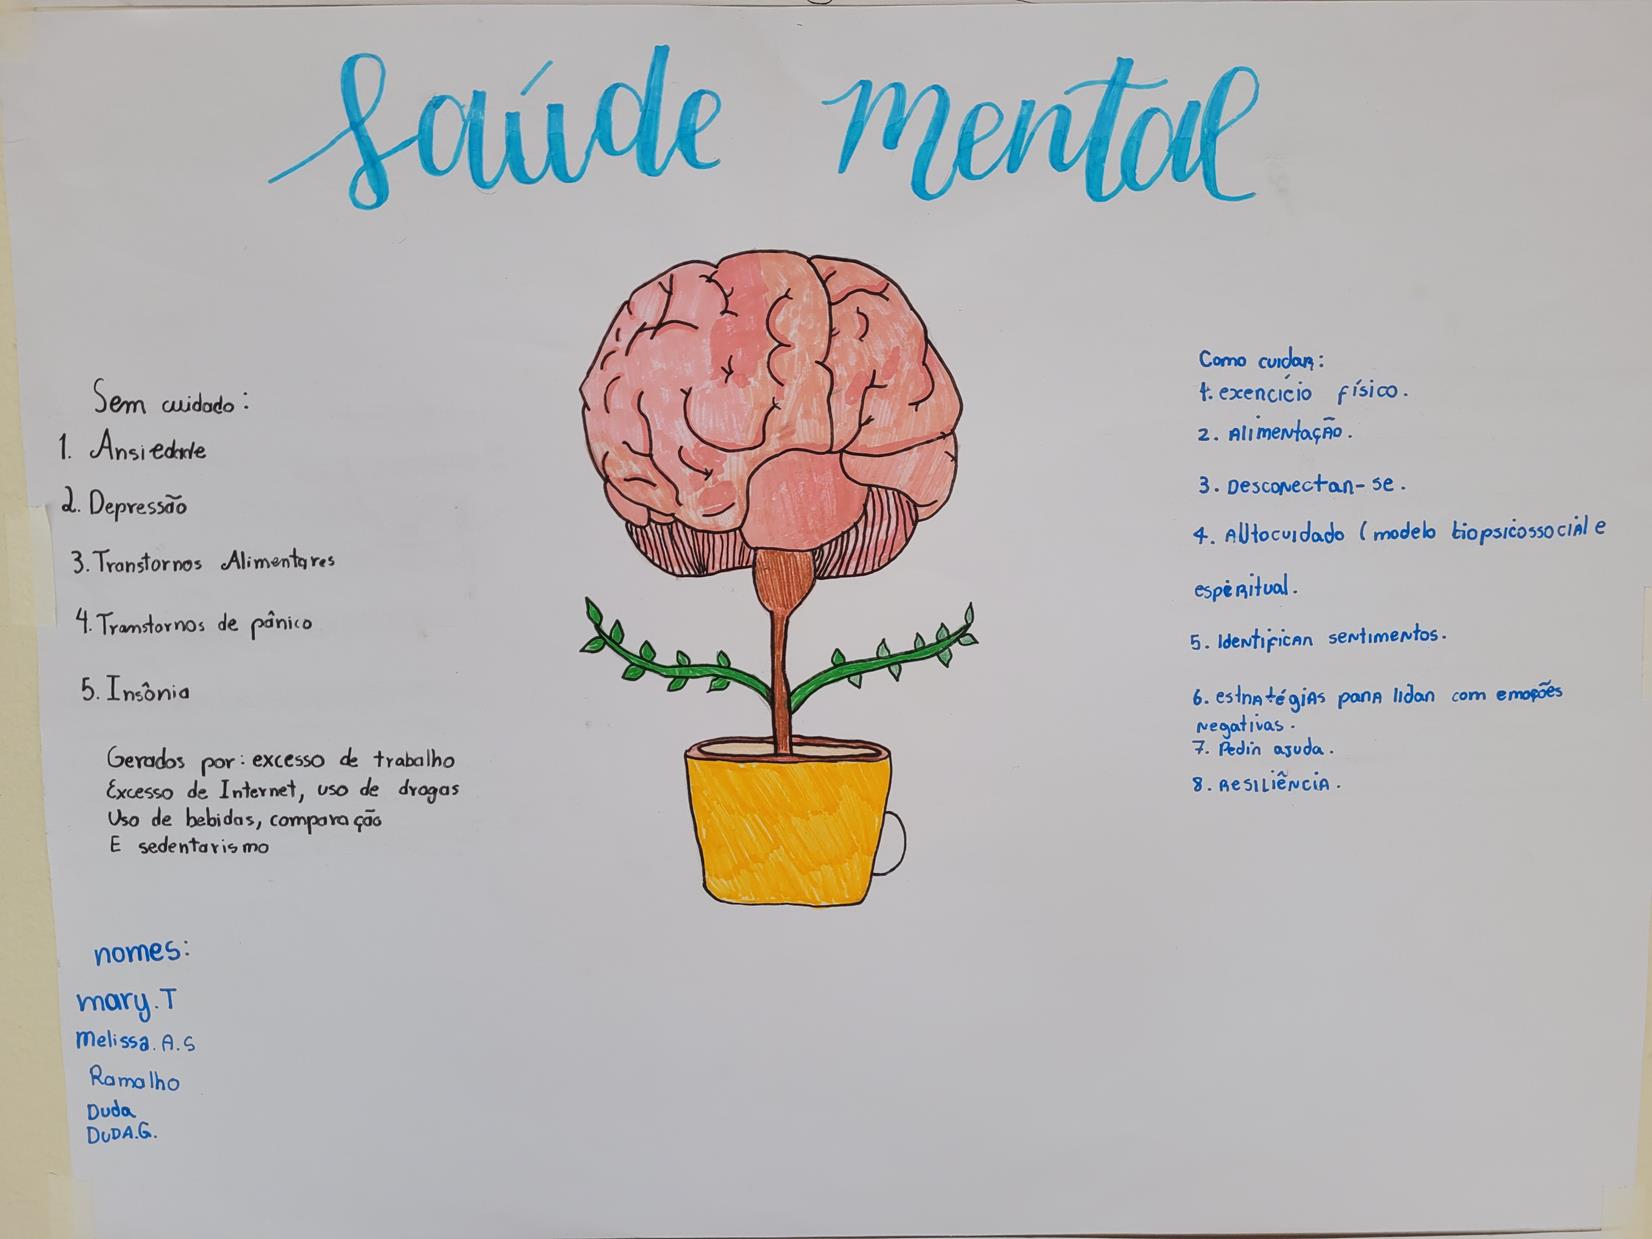 Saúde mental
Sem cuidado:
1. Ansiedade
2. Depressão
3. Transtornos Alimentares
4. Transtornos de pânico
5. Insônia
Gerados por: excesso de trabalho
Excesso de Internet, uso de drogas
Uso de bebidas, comparação
E sedentarismo
nomes:
mary.T
Melissa.A.S
Ramalho
Duda
DUDA.G.
Como cuidar:
1. exercício físico.
2. Alimentação.
3. Desconectar-se.
4. Autocuidado (modelo biopsicossocial e
espiritual.
5. Identificar sentimentos.
6. estratégias para lidar com emoções
negativas.
7. Pedir ajuda.
8. Resiliência.